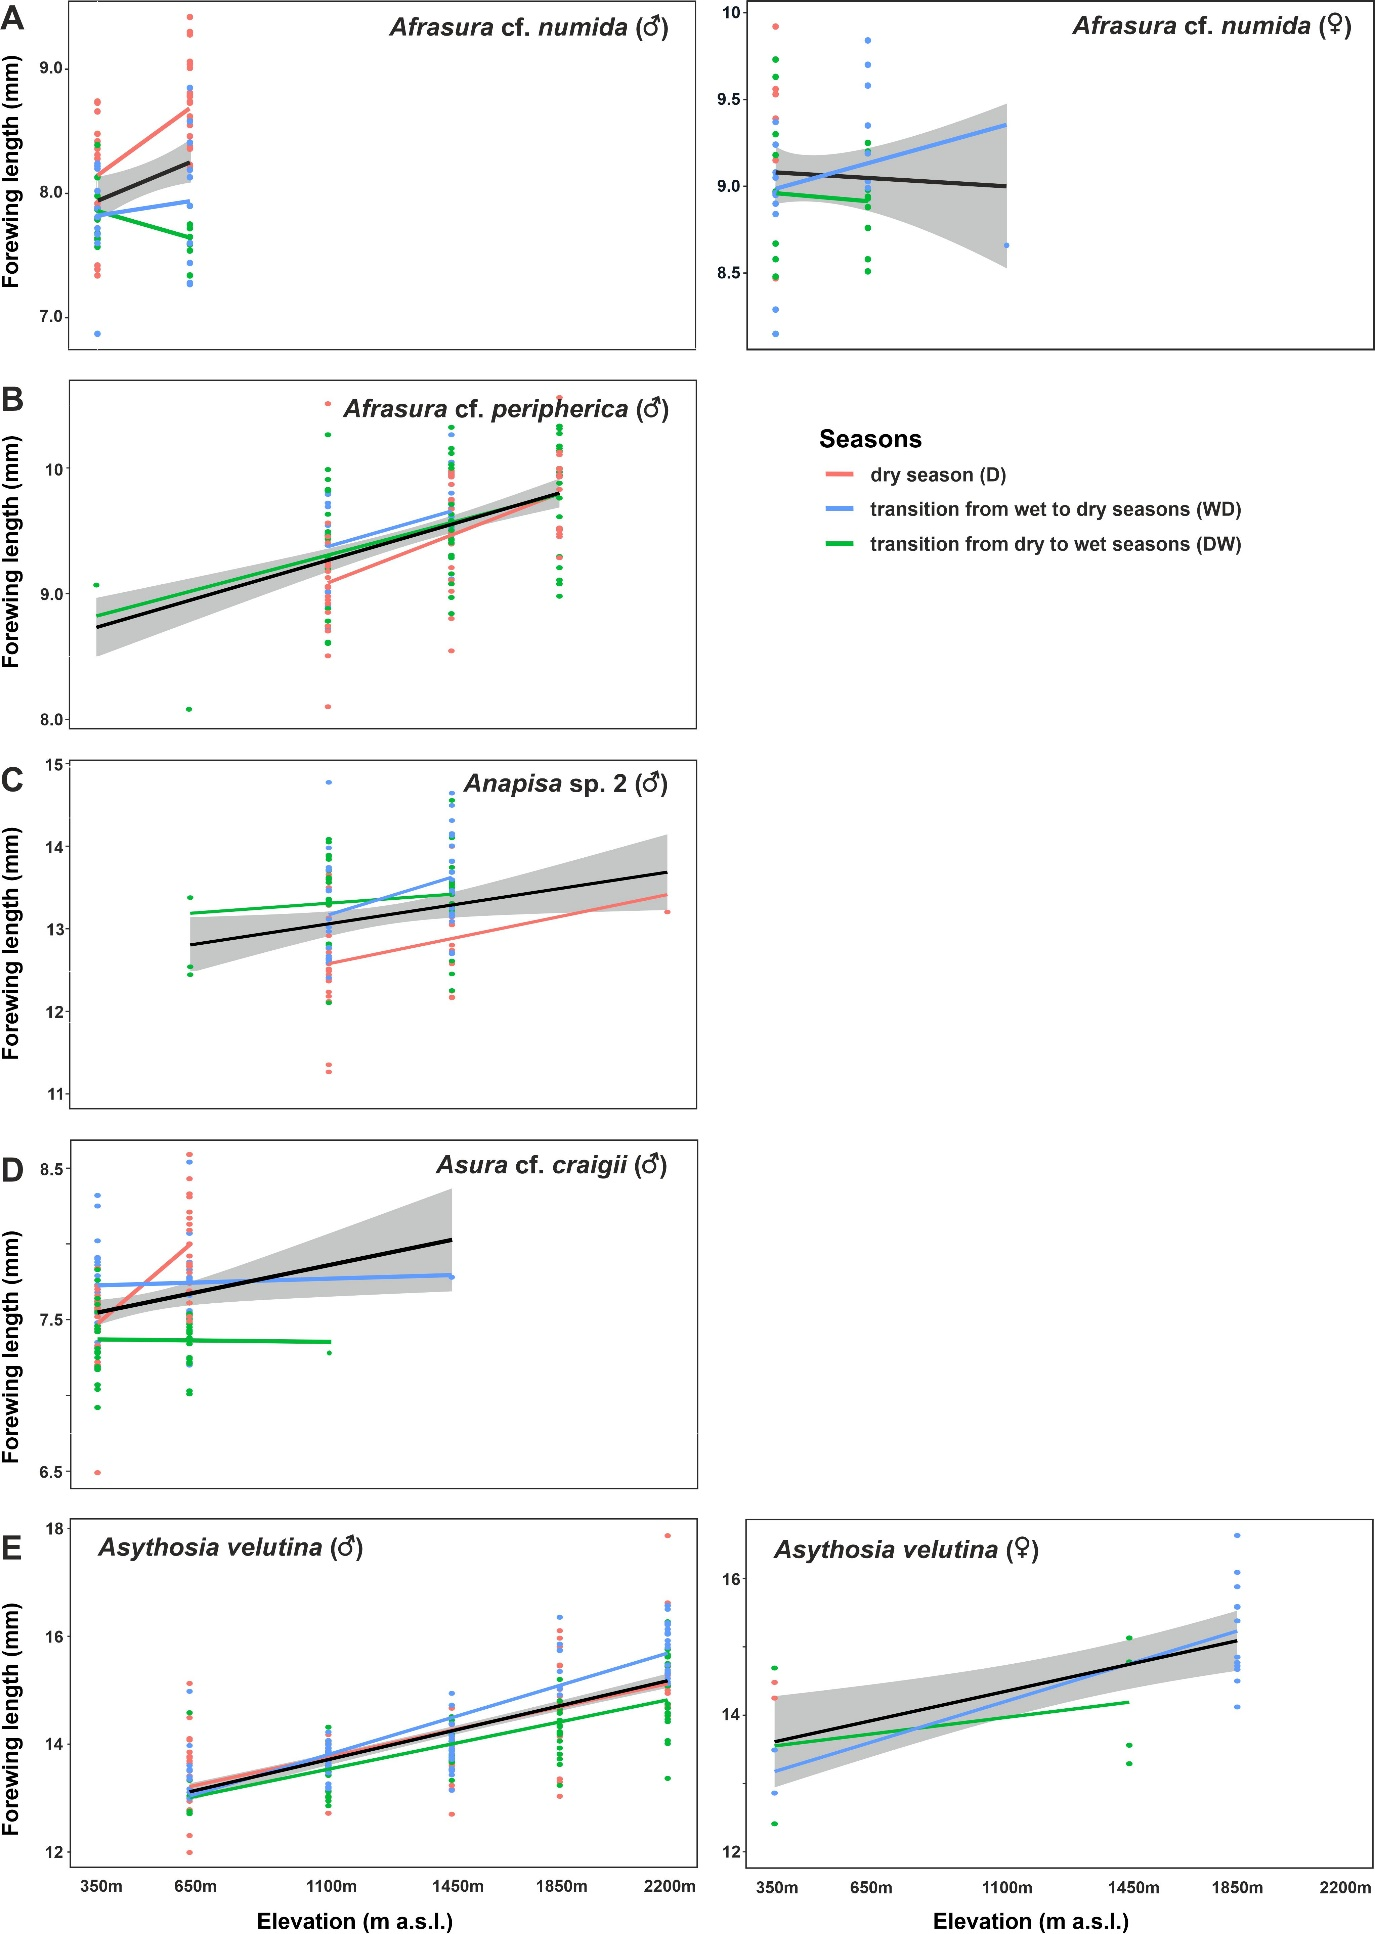 A
Afrasura cf. numida (♂)
Forewing length (mm)
9.0
8.0
7.0
Afrasura cf. numida (♀)
10
9.5
9.0
8.5
B
Afrasura cf. peripherica (♂)
Forewing length (mm)
10
9.0
8.0
Seasons
dry season (D)
transition from wet to dry seasons (WD)
transition from dry to wet seasons (DW)
C
Anapisa sp. 2 (♂)
Forewing length (mm)
15
14
13
12
11
D
Asura cf. craigii (♂)
Forewing length (mm)
8.5
7.5
6.5
E
Asythosia velutina (♂)
Forewing length (mm)
18
16
14
12
350m 650m 1100m 1450m 1850m 2200m
Elevation (m a.s.l.)
Asythosia velutina (♀)
16
14
12
350m 650m 1100m 1450m 1850m 2200m
Elevation (m a.s.l.)